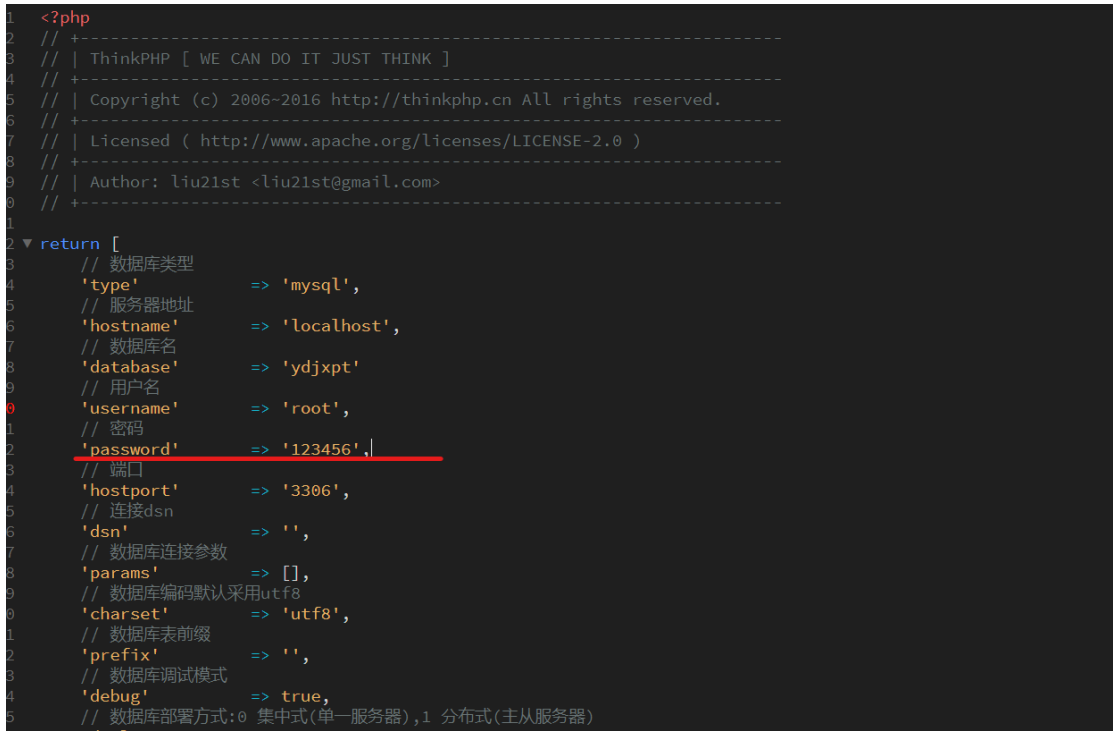 1 <?php
2 // +----------------------------------------------------------------------
3 // | ThinkPHP [ WE CAN DO IT JUST THINK ]
4 // +----------------------------------------------------------------------
5 // | Copyright (c) 2006~2016 http://thinkphp.cn All rights reserved.
6 // +----------------------------------------------------------------------
7 // | Licensed ( http://www.apache.org/licenses/LICENSE-2.0 )
8 // +----------------------------------------------------------------------
9 // | Author: liu21st <liu21st@gmail.com>
0 // +----------------------------------------------------------------------
1
2 return [
3 // 数据库类型
4 'type' => 'mysql',
5 // 服务器地址
6 'hostname' => 'localhost',
7 // 数据库名
8 'database' => 'ydjxpt'
9 // 用户名
0 'username' => 'root',
1 // 密码
2 'password' => '123456',
3 // 端口
4 'hostport' => '3306',
5 // 连接dsn
6 'dsn' => '',
7 // 数据库连接参数
8 'params' => [],
9 // 数据库编码默认采用utf8
0 'charset' => 'utf8',
1 // 数据库表前缀
2 'prefix' => '',
3 // 数据库调试模式
4 'debug' => true,
5 // 数据库部署方式:0 集中式(单一服务器),1 分布式(主从服务器)